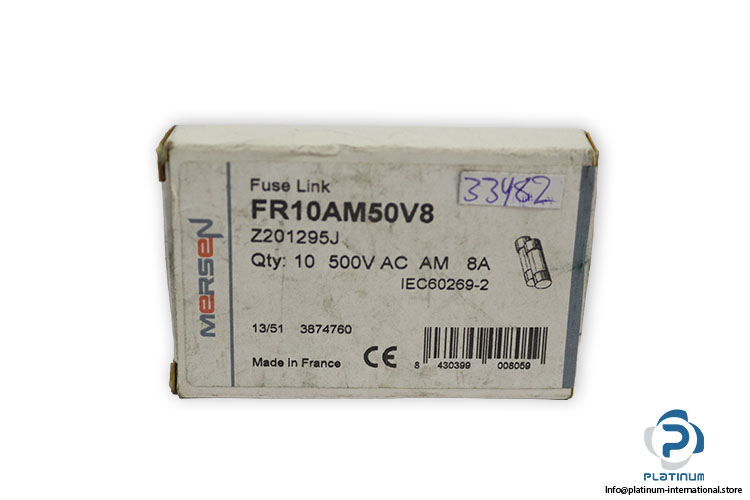 mersen
Fuse Link
33482
FR10AM50V8
Z201295J
Qty: 10 500V AC AM 8A
IEC60269-2
13/51 3874760
Made in France CE
8 430399 008059
PLATINUM
Info@platinum-international.store